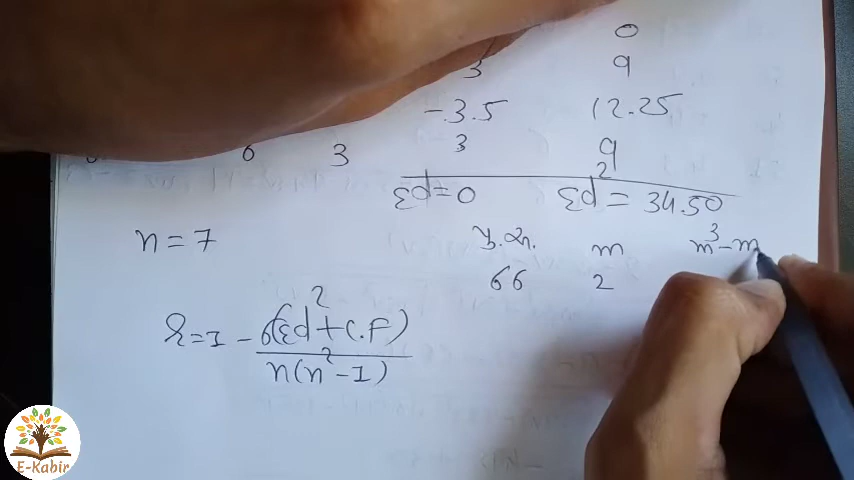 0
3 9
-3.5 12.25
6 3 3 9
Σd=0 Σd² = 34.50
n = 7 પુ.અ. m m³-m
66 2
r=1 - 6(Σd²+C.F)
n(n²-1)
E-Kabir